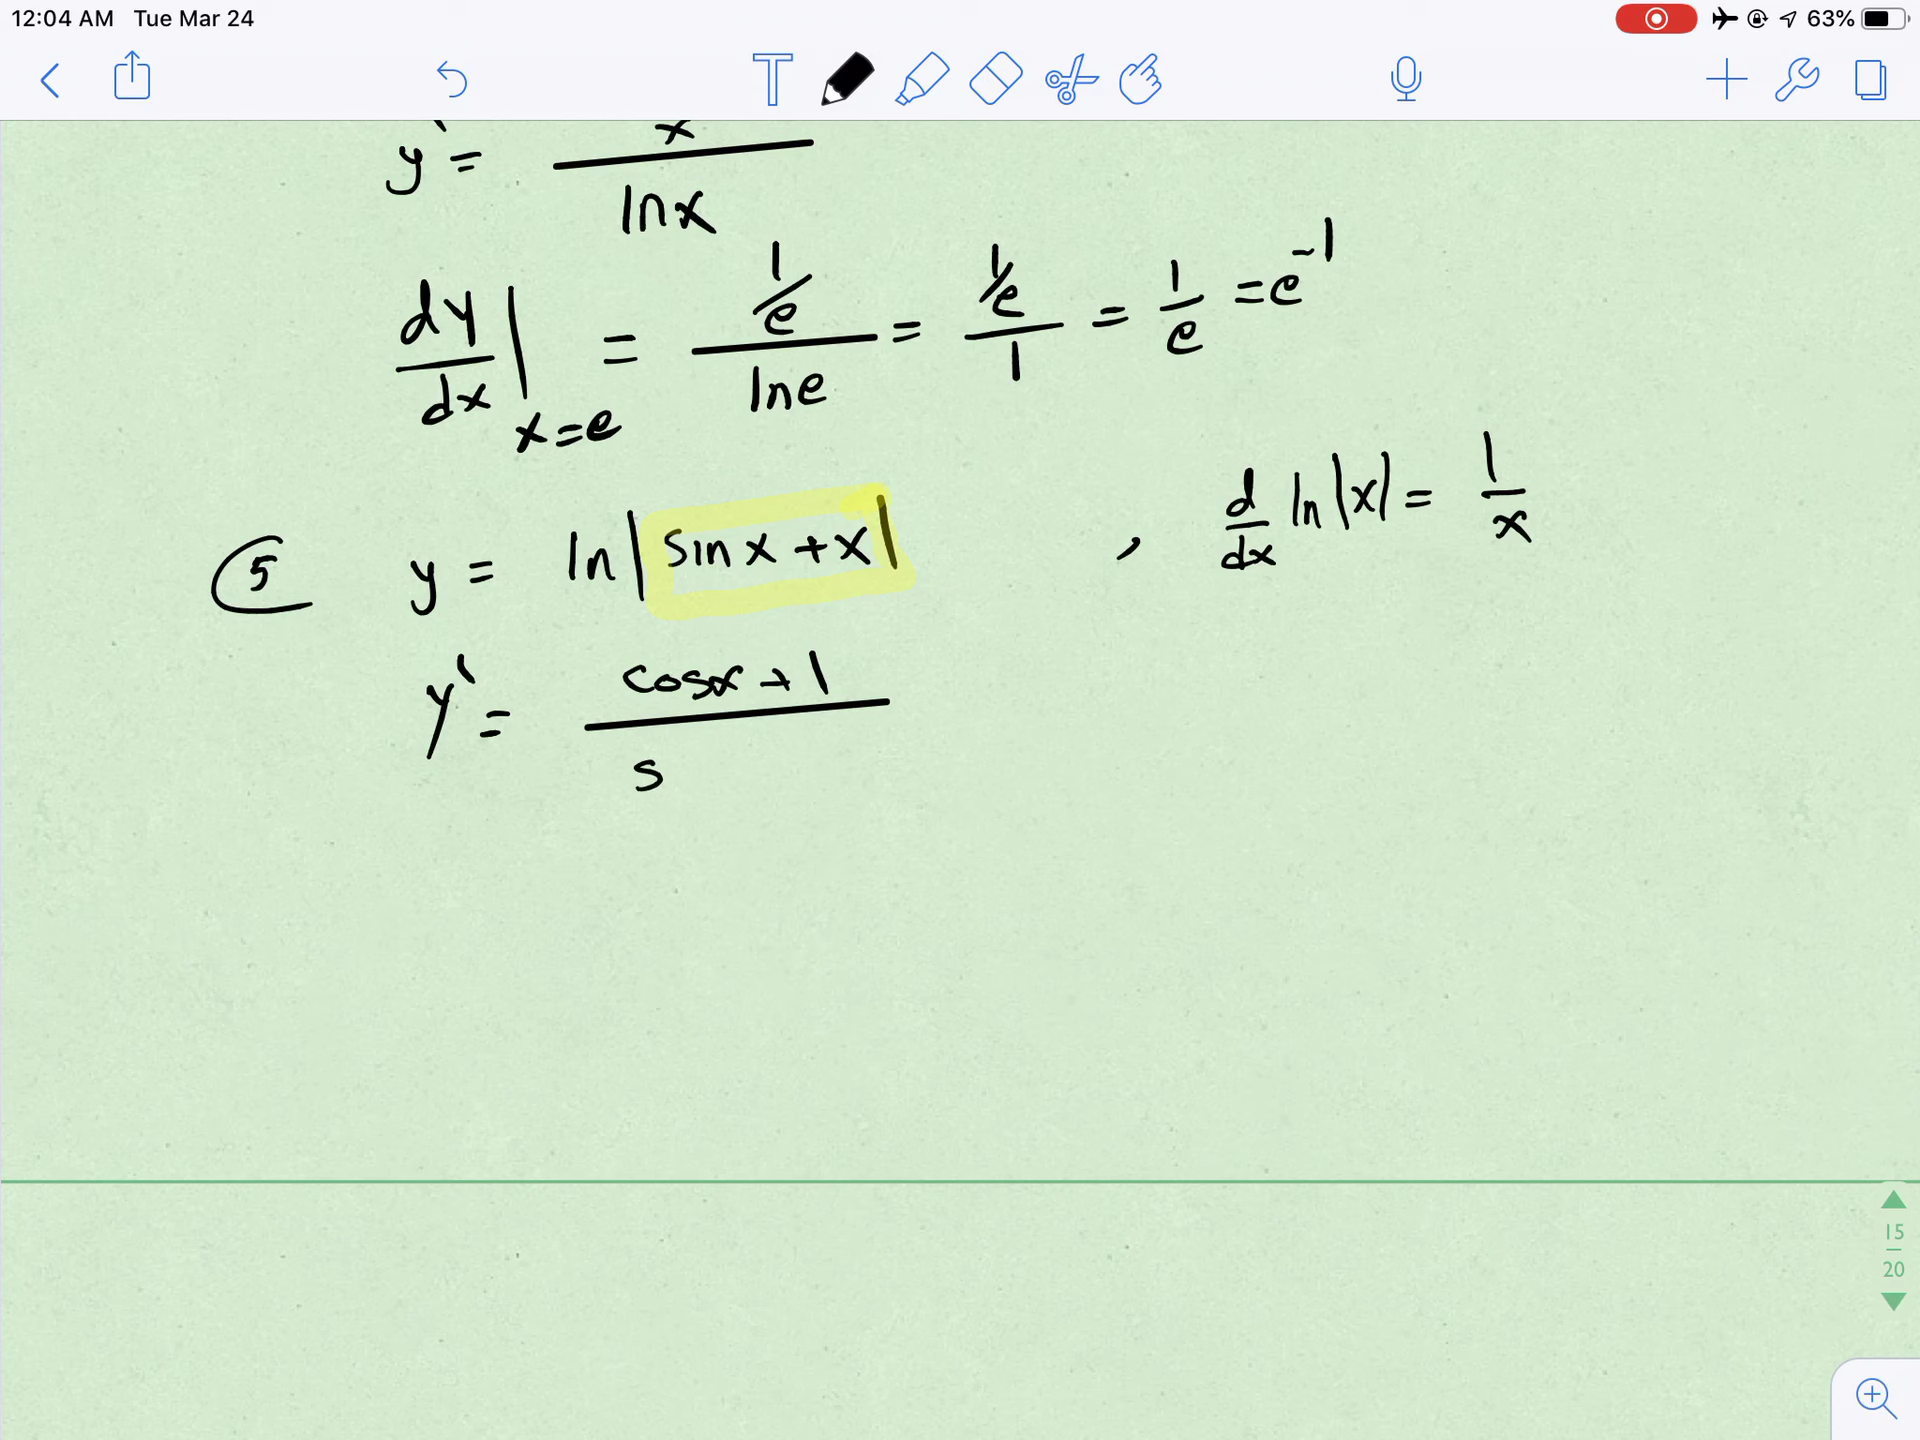 12:04 AM Tue Mar 24 63%
T
y' = x / ln x
dy/dx | x=e = (1/e) / ln e = (1/e) / 1 = 1/e = e^-1
5 y = ln|sin x + x| , d/dx ln|x| = 1/x
y' = (cos x + 1) / s
15
20